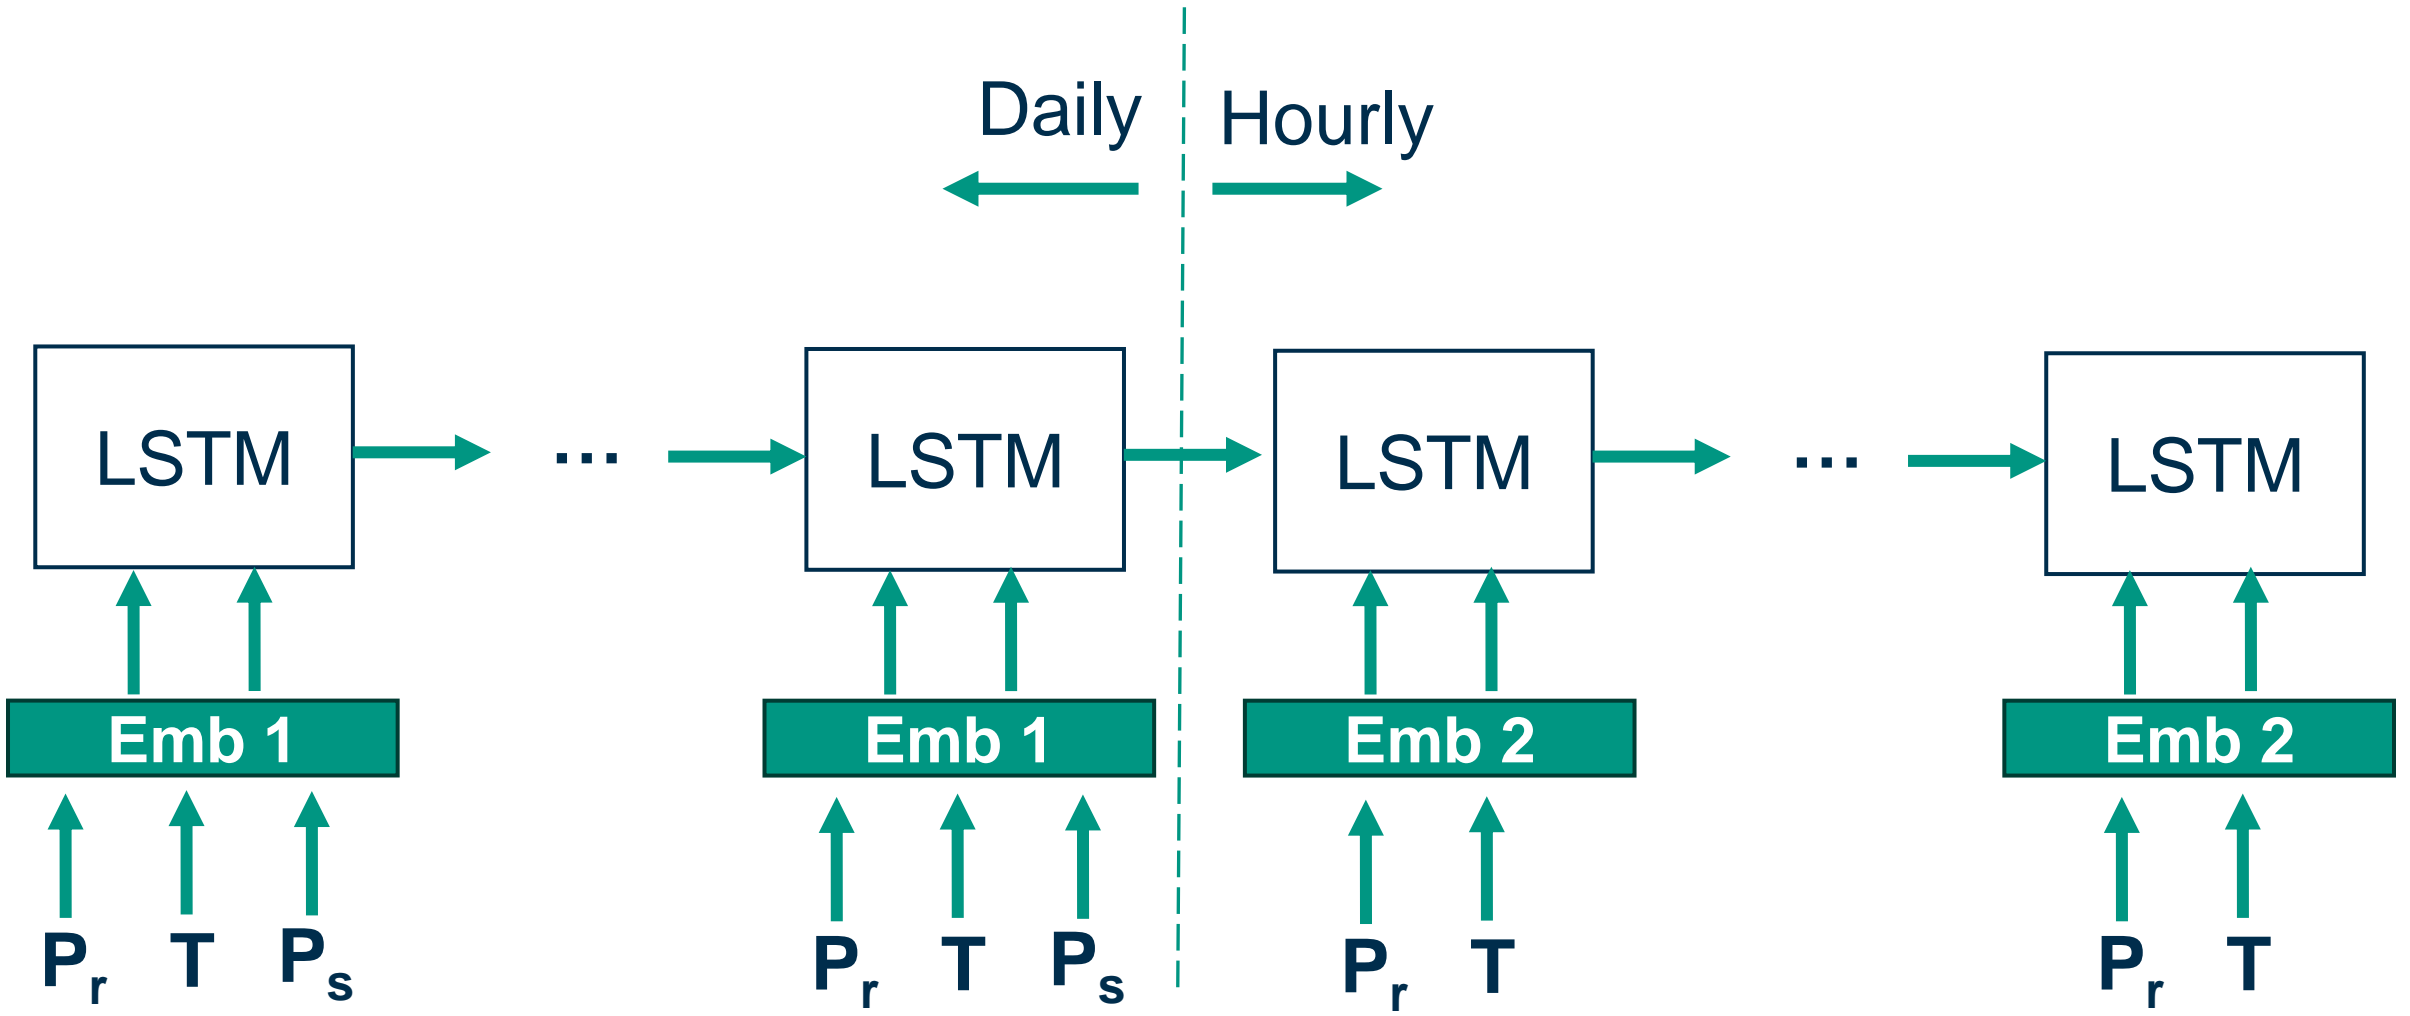 Daily Hourly
LSTM ... LSTM LSTM ... LSTM
Emb 1 Emb 1 Emb 2 Emb 2
Pr T Ps Pr T Ps Pr T Pr T